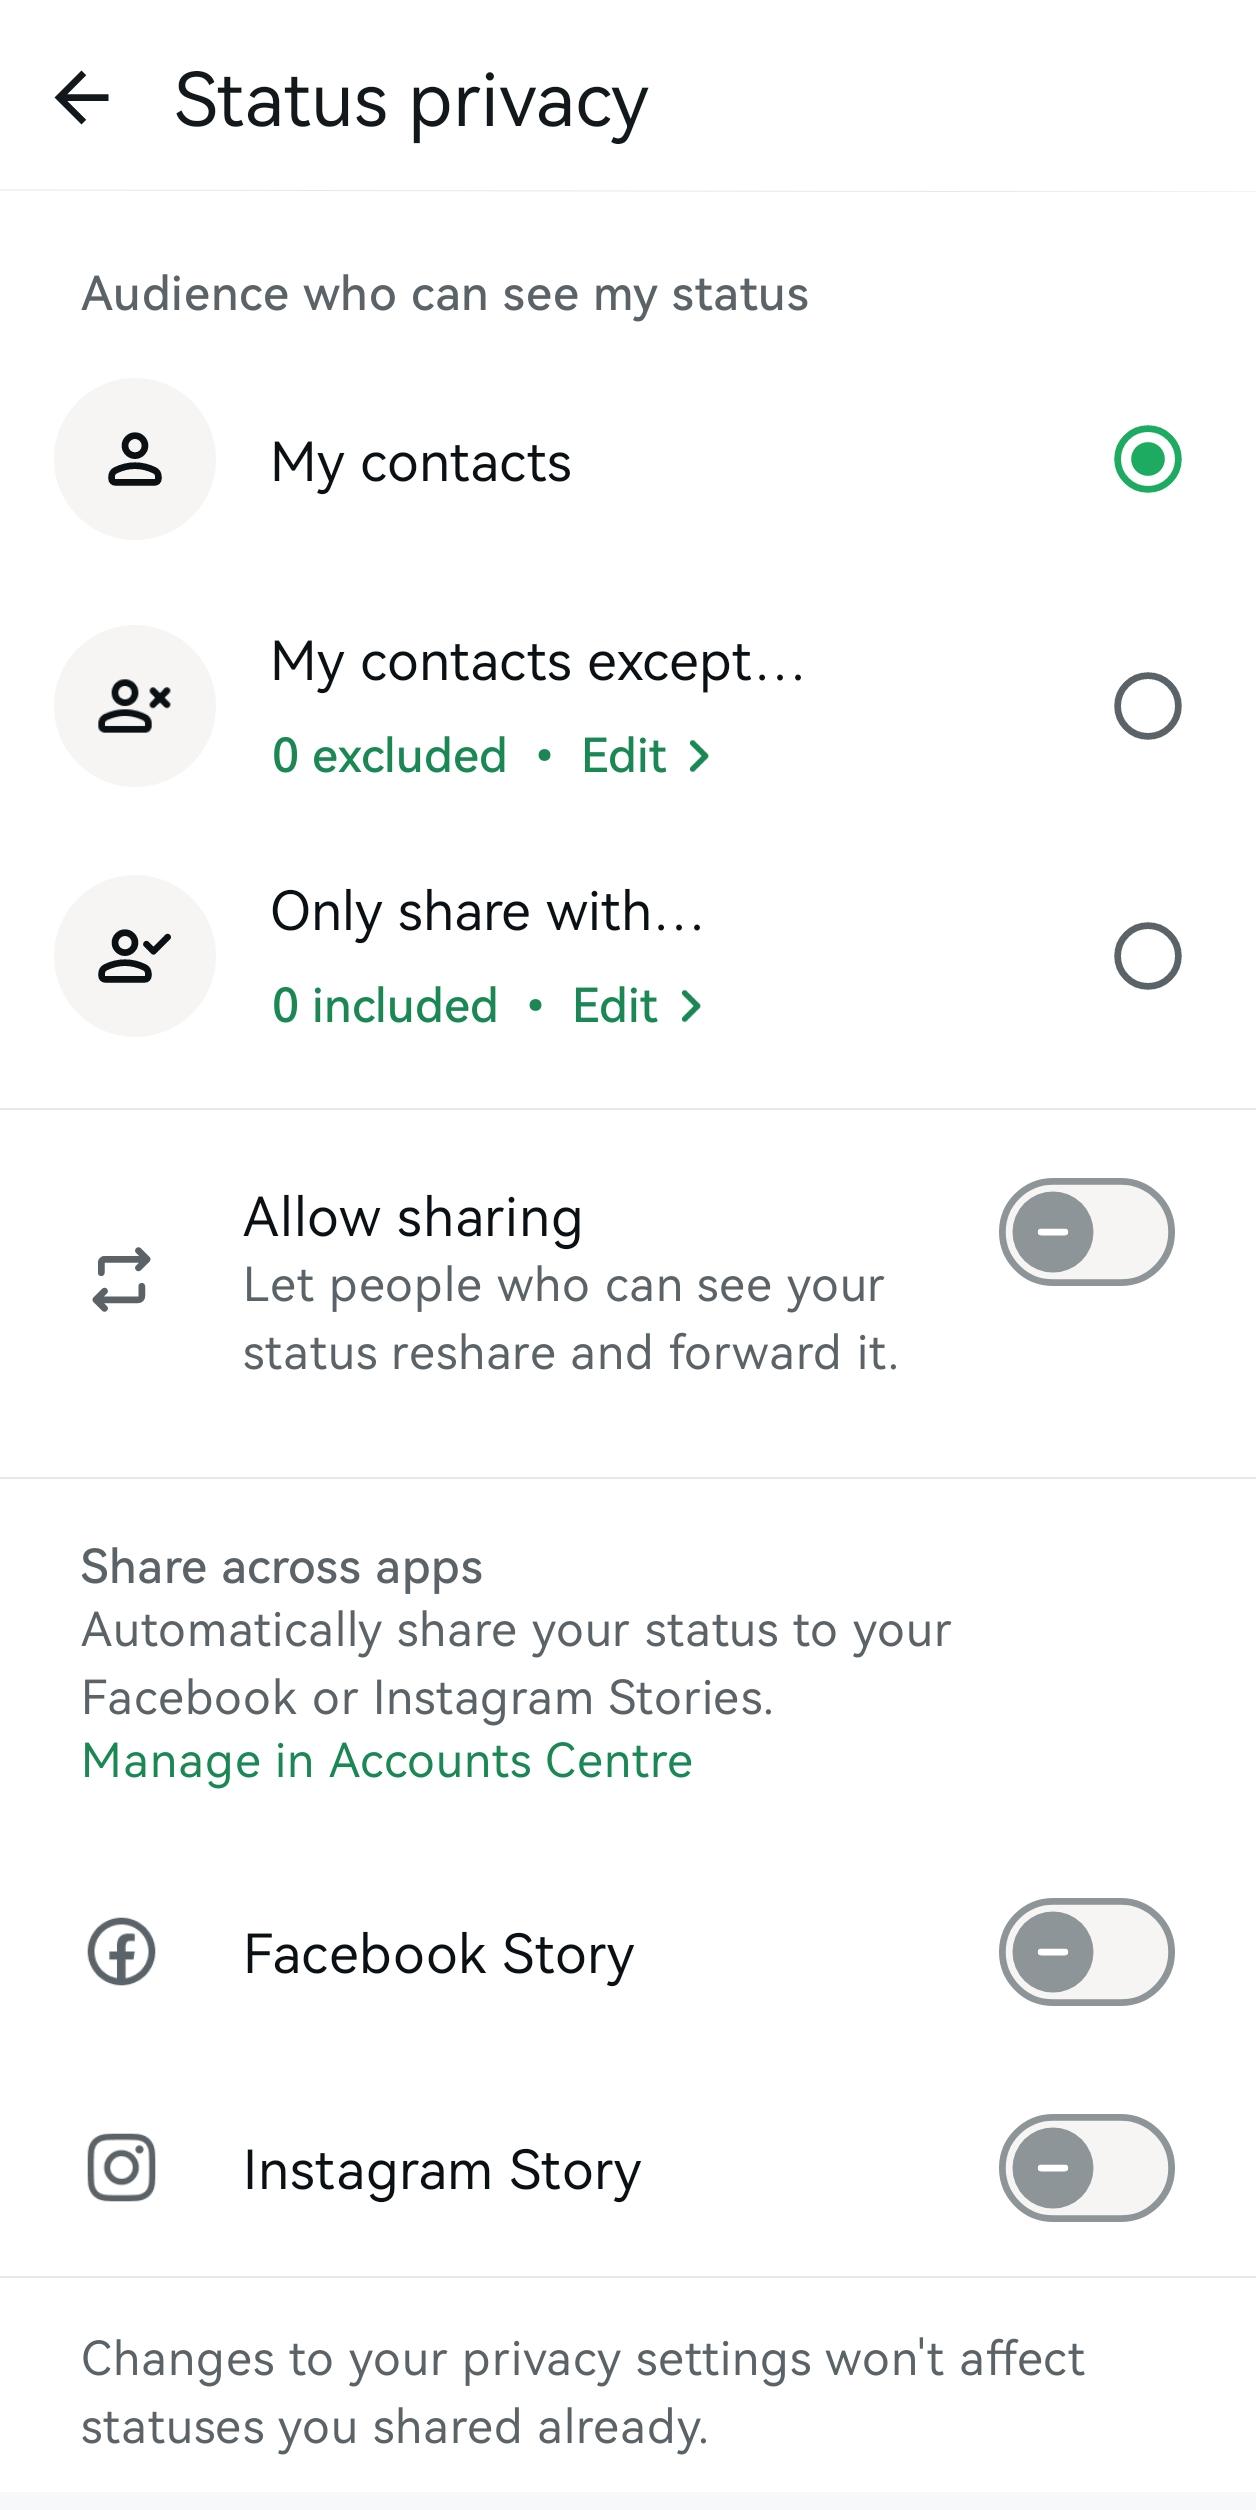 Status privacy
Audience who can see my status
My contacts
My contacts except...
0 excluded • Edit >
Only share with...
0 included • Edit >
Allow sharing
Let people who can see your
status reshare and forward it.
Share across apps
Automatically share your status to your
Facebook or Instagram Stories.
Manage in Accounts Centre
Facebook Story
Instagram Story
Changes to your privacy settings won't affect
statuses you shared already.